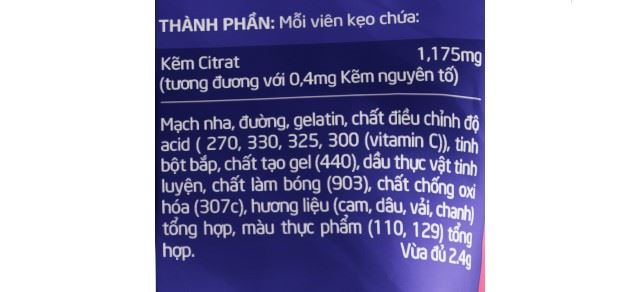 THÀNH PHẦN: Mỗi viên kẹo chứa:
Kẽm Citrat 1,175mg
(tương đương với 0,4mg Kẽm nguyên tố)
Mạch nha, đường, gelatin, chất điều chỉnh độ
acid ( 270, 330, 325, 300 (vitamin C)), tinh
bột bắp, chất tạo gel (440), dầu thực vật tinh
luyện, chất làm bóng (903), chất chống oxi
hóa (307c), hương liệu (cam, dâu, vải, chanh)
tổng hợp, màu thực phẩm (110, 129) tổng
hợp. Vừa đủ 2.4g